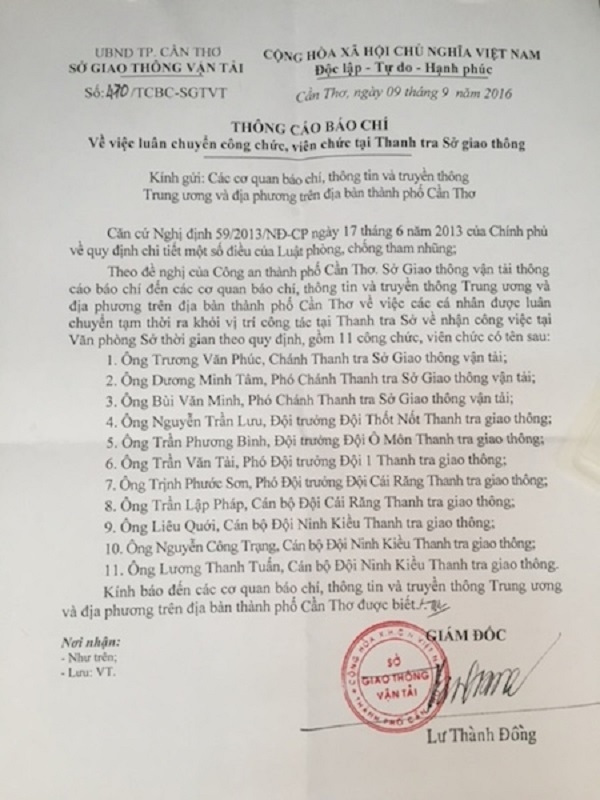 UBND TP. CẦN THƠ
SỞ GIAO THÔNG VẬN TẢI
Số:470/TCBC-SGTVT
CỘNG HÒA XÃ HỘI CHỦ NGHĨA VIỆT NAM
Độc lập - Tự do - Hạnh phúc
Cần Thơ, ngày 09 tháng 9 năm 2016
THÔNG CÁO BÁO CHÍ
Về việc luân chuyển công chức, viên chức tại Thanh tra Sở giao thông
Kính gửi: Các cơ quan báo chí, thông tin và truyền thông
Trung ương và địa phương trên địa bàn thành phố Cần Thơ
Căn cứ Nghị định 59/2013/NĐ-CP ngày 17 tháng 6 năm 2013 của Chính phủ
về quy định chi tiết một số điều của Luật phòng, chống tham nhũng;
Theo đề nghị của Công an thành phố Cần Thơ. Sở Giao thông vận tải thông
cáo báo chí đến các cơ quan báo chí, thông tin và truyền thông Trung ương và
địa phương trên địa bàn thành phố Cần Thơ về việc các cá nhân được luân
chuyển tạm thời ra khỏi vị trí công tác tại Thanh tra Sở về nhận công việc tại
Văn phòng Sở thời gian theo quy định, gồm 11 công chức, viên chức có tên sau:
1. Ông Trương Văn Phúc, Chánh Thanh tra Sở Giao thông vận tải;
2. Ông Dương Minh Tâm, Phó Chánh Thanh tra Sở Giao thông vận tải;
3. Ông Bùi Văn Minh, Phó Chánh Thanh tra Sở Giao thông vận tải;
4. Ông Nguyễn Trần Lưu, Đội trưởng Đội Thốt Nốt Thanh tra giao thông;
5. Ông Trần Phương Bình, Đội trưởng Đội Ô Môn Thanh tra giao thông;
6. Ông Trần Văn Tải, Phó Đội trưởng Đội 1 Thanh tra giao thông;
7. Ông Trịnh Phước Sơn, Phó Đội trưởng Đội Cái Răng Thanh tra giao thông;
8. Ông Trần Lập Pháp, Cán bộ Đội Cái Răng Thanh tra giao thông;
9. Ông Liêu Quới, Cán bộ Đội Ninh Kiều Thanh tra giao thông;
10. Ông Nguyễn Công Trạng, Cán bộ Đội Ninh Kiều Thanh tra giao thông;
11. Ông Lương Thanh Tuấn, Cán bộ Đội Ninh Kiều Thanh tra giao thông.
Kính báo đến các cơ quan báo chí, thông tin và truyền thông Trung ương
và địa phương trên địa bàn thành phố Cần Thơ được biết.
Nơi nhận:
- Như trên;
- Lưu: VT.
GIÁM ĐỐC
SỞ
GIAO THÔNG
VẬN TẢI
Lư Thành Đồng